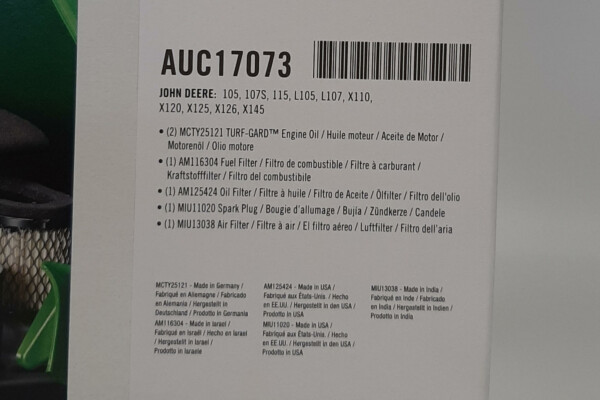 AUC17073
JOHN DEERE: 105, 107S, 115, L105, L107, X110,
X120, X125, X126, X145
• (2) MCTY25121 TURF-GARD™ Engine Oil / Huile moteur / Aceite de Motor /
Motorenöl / Olio motore
• (1) AM116304 Fuel Filter / Filtro de combustible / Filtre à carburant /
Kraftstofffilter / Filtro del combustibile
• (1) AM125424 Oil Filter / Filtre à huile / Filtro de Aceite / Ölfilter / Filtro dell'olio
• (1) MIU11020 Spark Plug / Bougie d'allumage / Bujía / Zündkerze / Candele
• (1) MIU13038 Air Filter / Filtre à air / El filtro aéreo / Luftfilter / Filtro dell'aria
MCTY25121 - Made in Germany /
Fabriqué en Allemagne / Fabricado
en Alemania / Hergestellt in
Deutschland / Prodotto in Germania
AM116304 - Made in Israel /
Fabriqué en Israël / Hecho en Israel
/ Hergestellt in Israel /
Prodotto in Israele
AM125424 - Made in USA /
Fabriqué aux États-Unis. / Hecho
en EE.UU. / Hergestellt in den USA /
Prodotto in USA
MIU11020 - Made in USA /
Fabriqué aux États-Unis. / Hecho
en EE.UU. / Hergestellt in den USA /
Prodotto in USA
MIU13038 - Made in India /
Fabriqué en Inde / Fabricado
en India / Hergestellt in Indien /
Prodotto in India